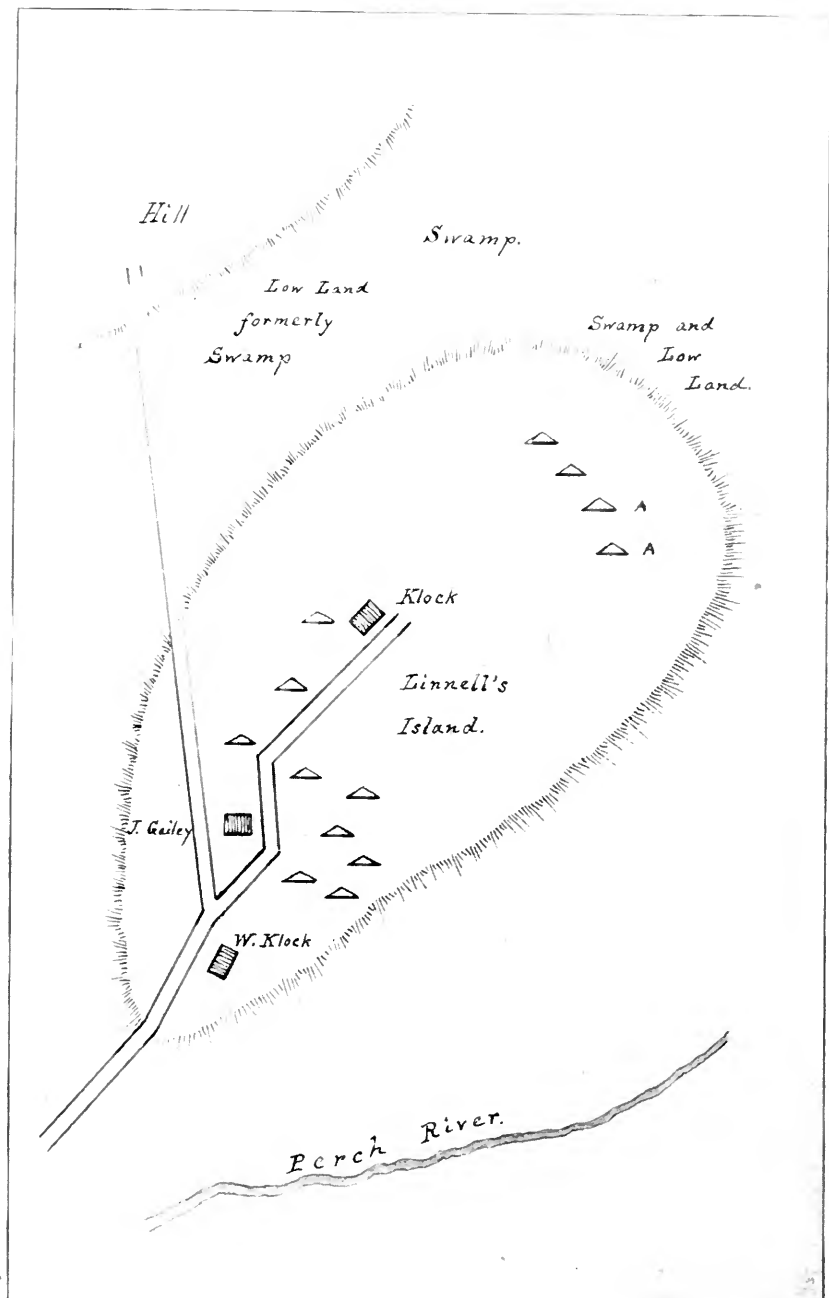 Hill
Swamp.
Low Land
formerly
Swamp
Swamp and
Low
Land.
A
A
Klock
Linnell's
Island.
J. Gailey
W. Klock
Perch River.